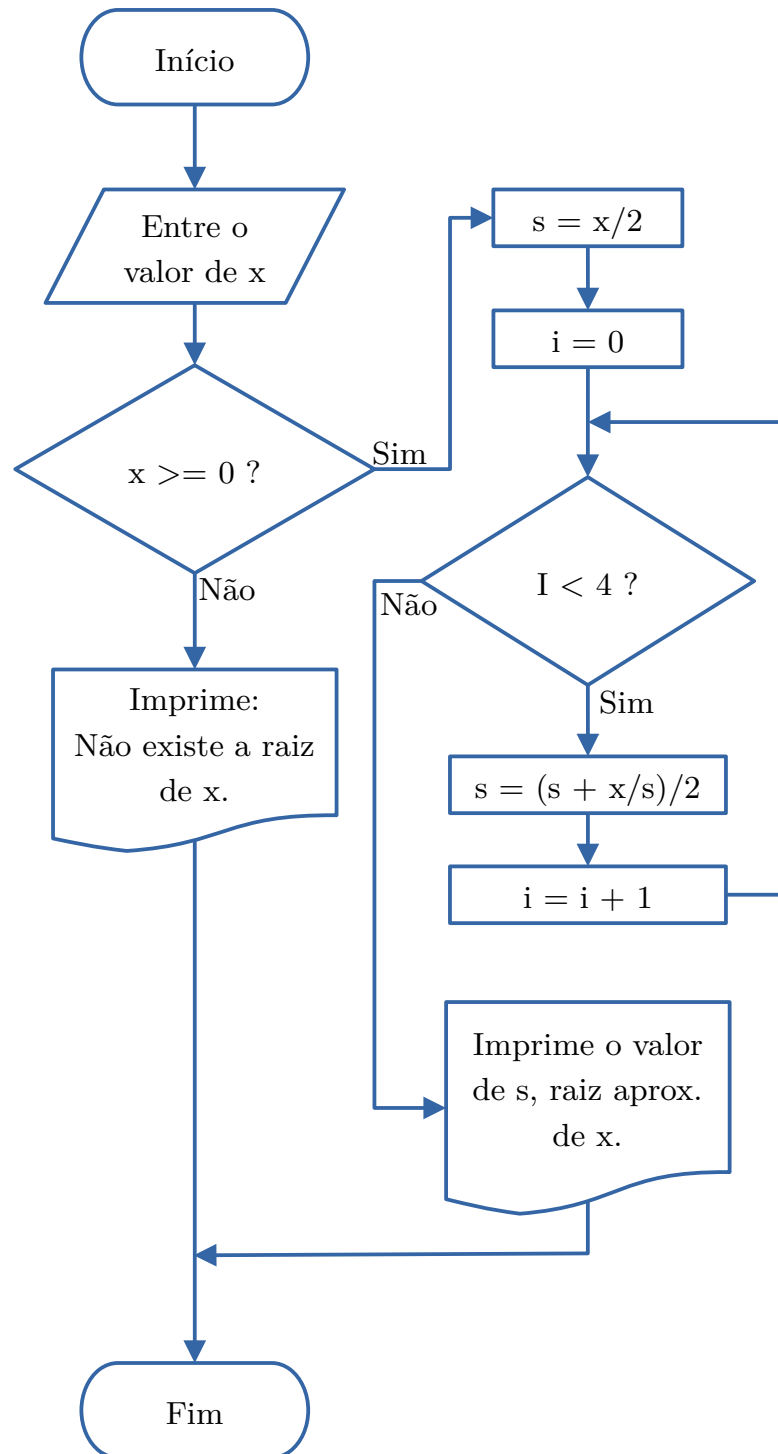 Início
Entre o
valor de x
x >= 0 ?
Sim
Não
Imprime:
Não existe a raiz
de x.
s = x/2
i = 0
I < 4 ?
Não
Sim
s = (s + x/s)/2
i = i + 1
Imprime o valor
de s, raiz aprox.
de x.
Fim